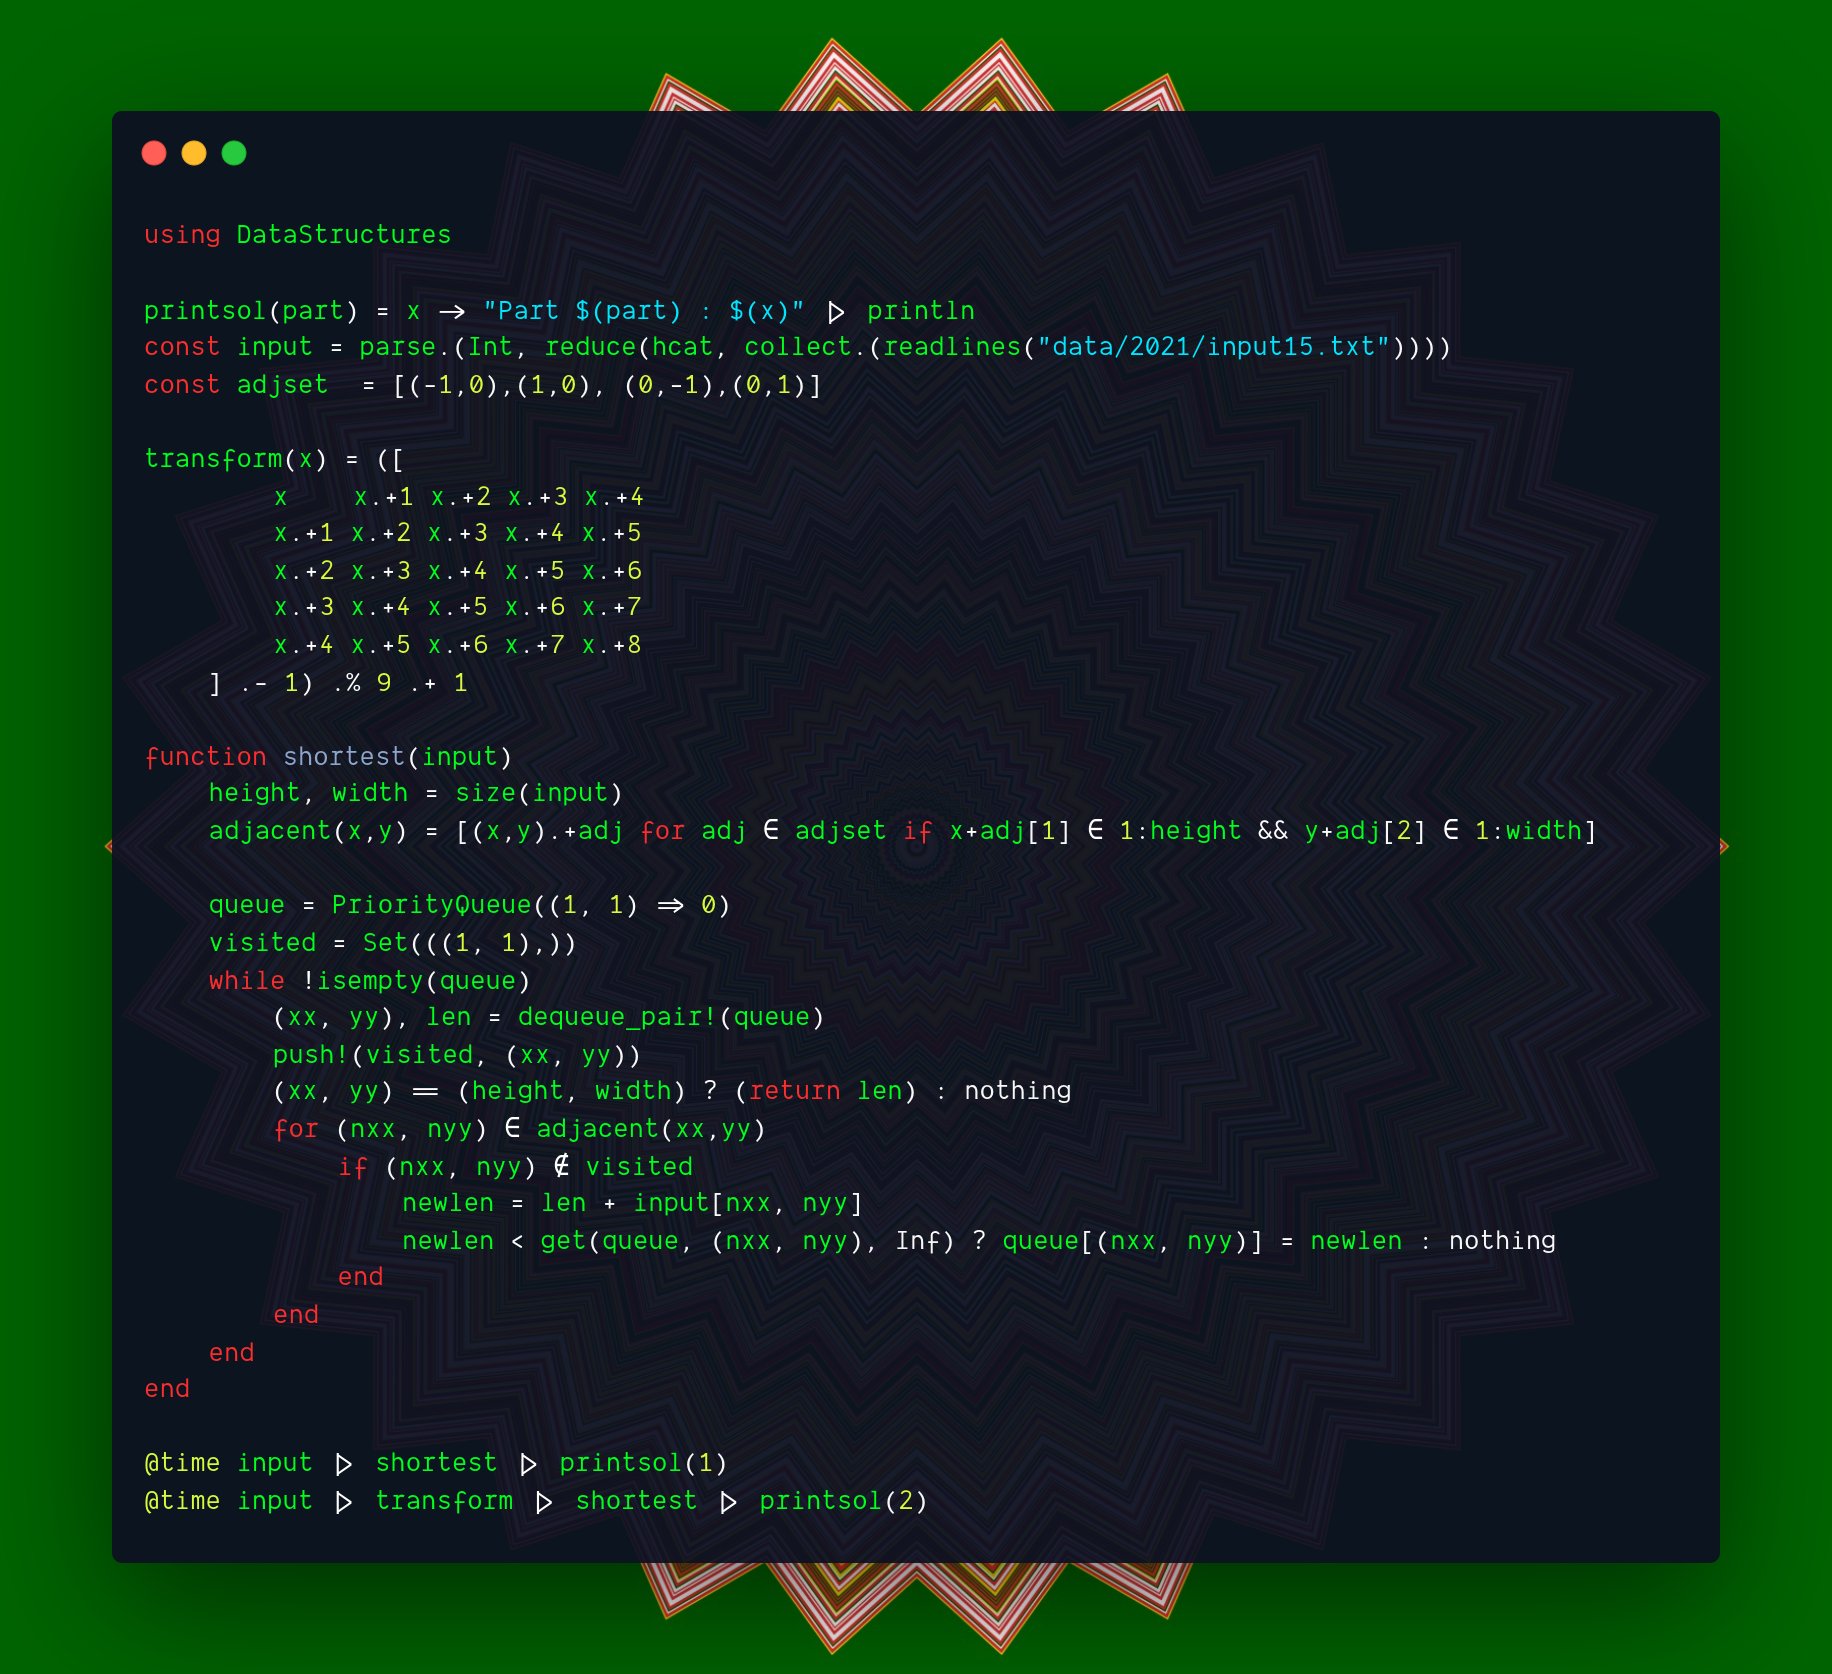 using DataStructures

printsol(part) = x -> "Part $(part) : $(x)" |> println
const input = parse.(Int, reduce(hcat, collect.(readlines("data/2021/input15.txt"))))
const adjset  = [(-1,0),(1,0), (0,-1),(0,1)]

transform(x) = ([
        x    x.+1 x.+2 x.+3 x.+4
        x.+1 x.+2 x.+3 x.+4 x.+5
        x.+2 x.+3 x.+4 x.+5 x.+6
        x.+3 x.+4 x.+5 x.+6 x.+7
        x.+4 x.+5 x.+6 x.+7 x.+8
    ] .- 1) .% 9 .+ 1

function shortest(input)
    height, width = size(input)
    adjacent(x,y) = [(x,y).+adj for adj ∈ adjset if x+adj[1] ∈ 1:height && y+adj[2] ∈ 1:width]

    queue = PriorityQueue((1, 1) => 0)
    visited = Set(((1, 1),))
    while !isempty(queue)
        (xx, yy), len = dequeue_pair!(queue)
        push!(visited, (xx, yy))
        (xx, yy) == (height, width) ? (return len) : nothing
        for (nxx, nyy) ∈ adjacent(xx,yy)
            if (nxx, nyy) ∉ visited
                newlen = len + input[nxx, nyy]
                newlen < get(queue, (nxx, nyy), Inf) ? queue[(nxx, nyy)] = newlen : nothing
            end
        end
    end
end

@time input |> shortest |> printsol(1)
@time input |> transform |> shortest |> printsol(2)